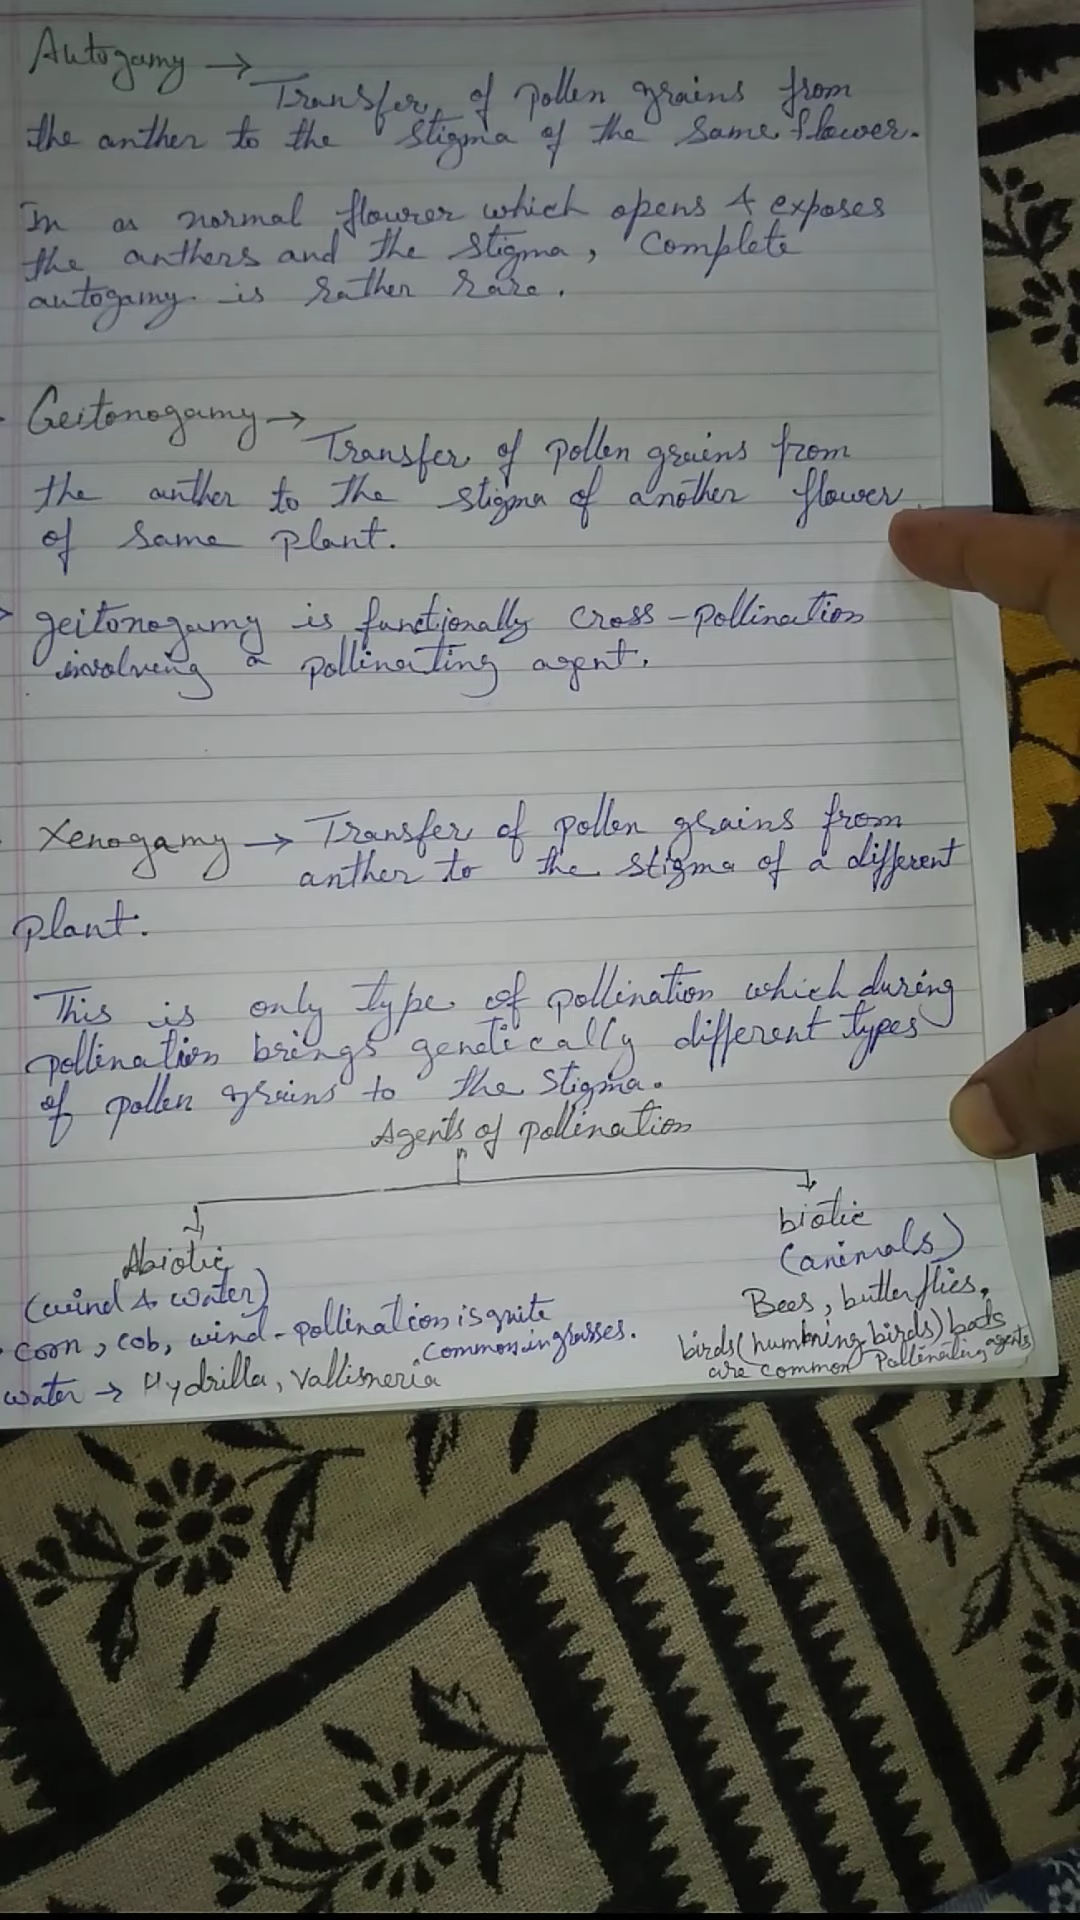 Autogamy →
Transfer of pollen grains from
the anther to the stigma of the same flower.
In a normal flower which opens & exposes
the anthers and the stigma, complete
autogamy is rather rare.
Geitonogamy →
Transfer of pollen grains from
the anther to the stigma of another flower
of same plant.
geitonogamy is functionally cross-pollination
involving a pollinating agent.
Xenogamy → Transfer of pollen grains from
anther to the stigma of a different
plant.
This is only type of pollination which during
pollination brings genetically different types
of pollen grains to the stigma.
Agents of pollination
Abiotic
(wind & water)
corn, cob, wind-pollination is quite
common in grasses.
water → Hydrilla, Vallisneria
biotic
(animals)
Bees, butterflies,
birds (humbning birds) bats
are common Pollinating agents